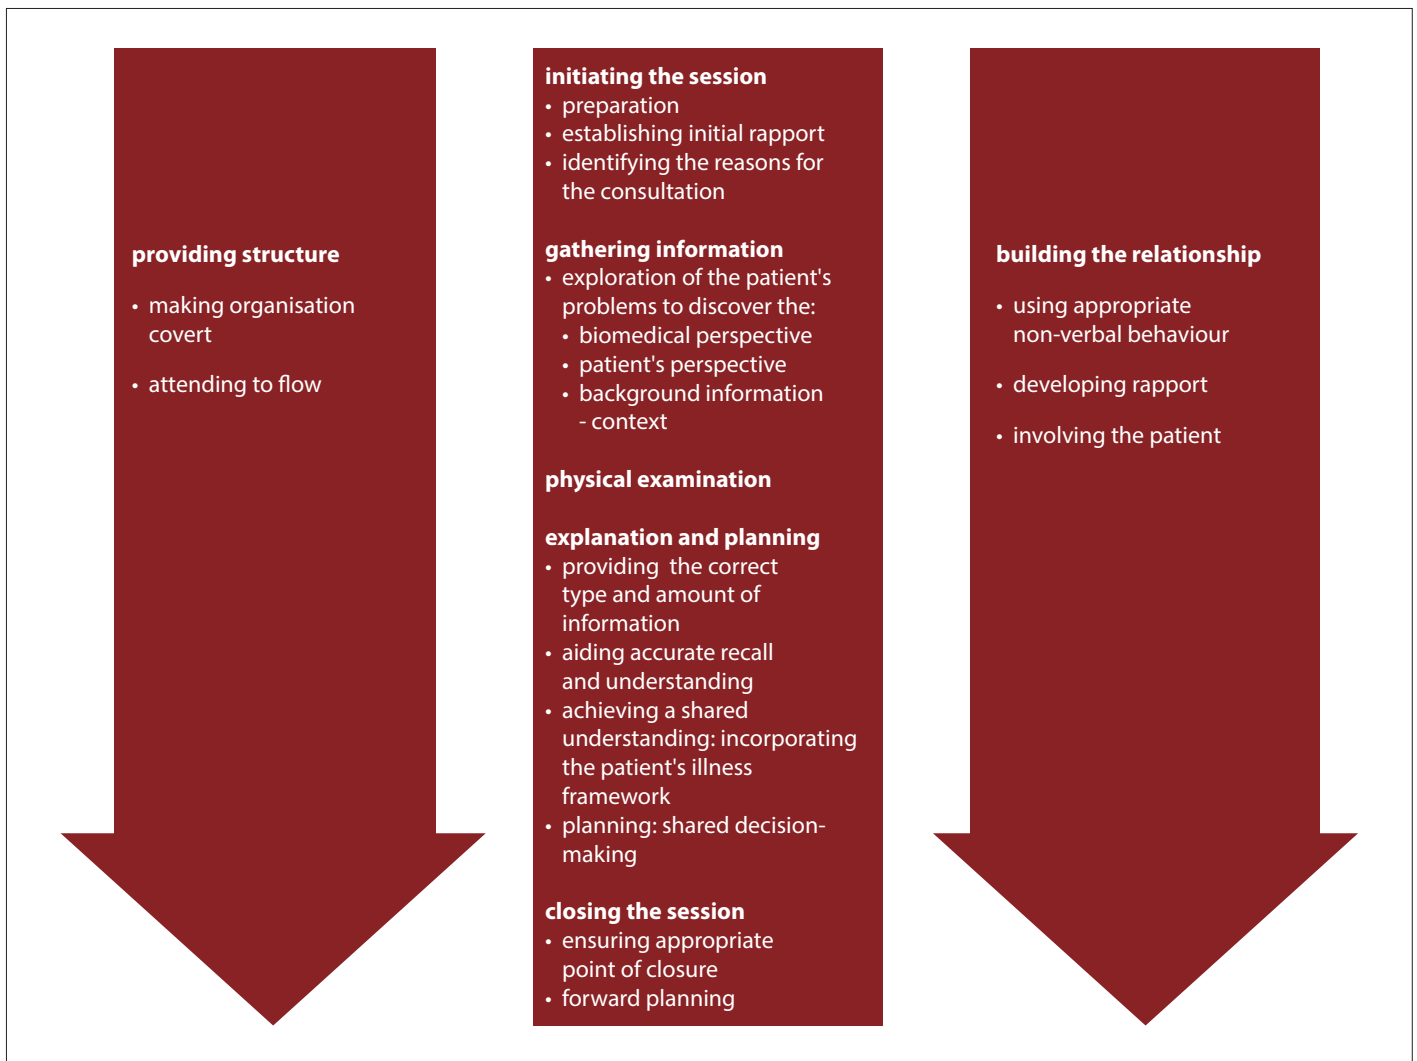 providing structure
• making organisation
covert
• attending to flow
initiating the session
• preparation
• establishing initial rapport
• identifying the reasons for
the consultation
gathering information
• exploration of the patient's
problems to discover the:
• biomedical perspective
• patient's perspective
• background information
- context
physical examination
explanation and planning
• providing  the correct
type and amount of
information
• aiding accurate recall
and understanding
• achieving a shared
understanding: incorporating
the patient's illness
framework
• planning: shared decision-
making
closing the session
• ensuring appropriate
point of closure
• forward planning
building the relationship
• using appropriate
non-verbal behaviour
• developing rapport
• involving the patient